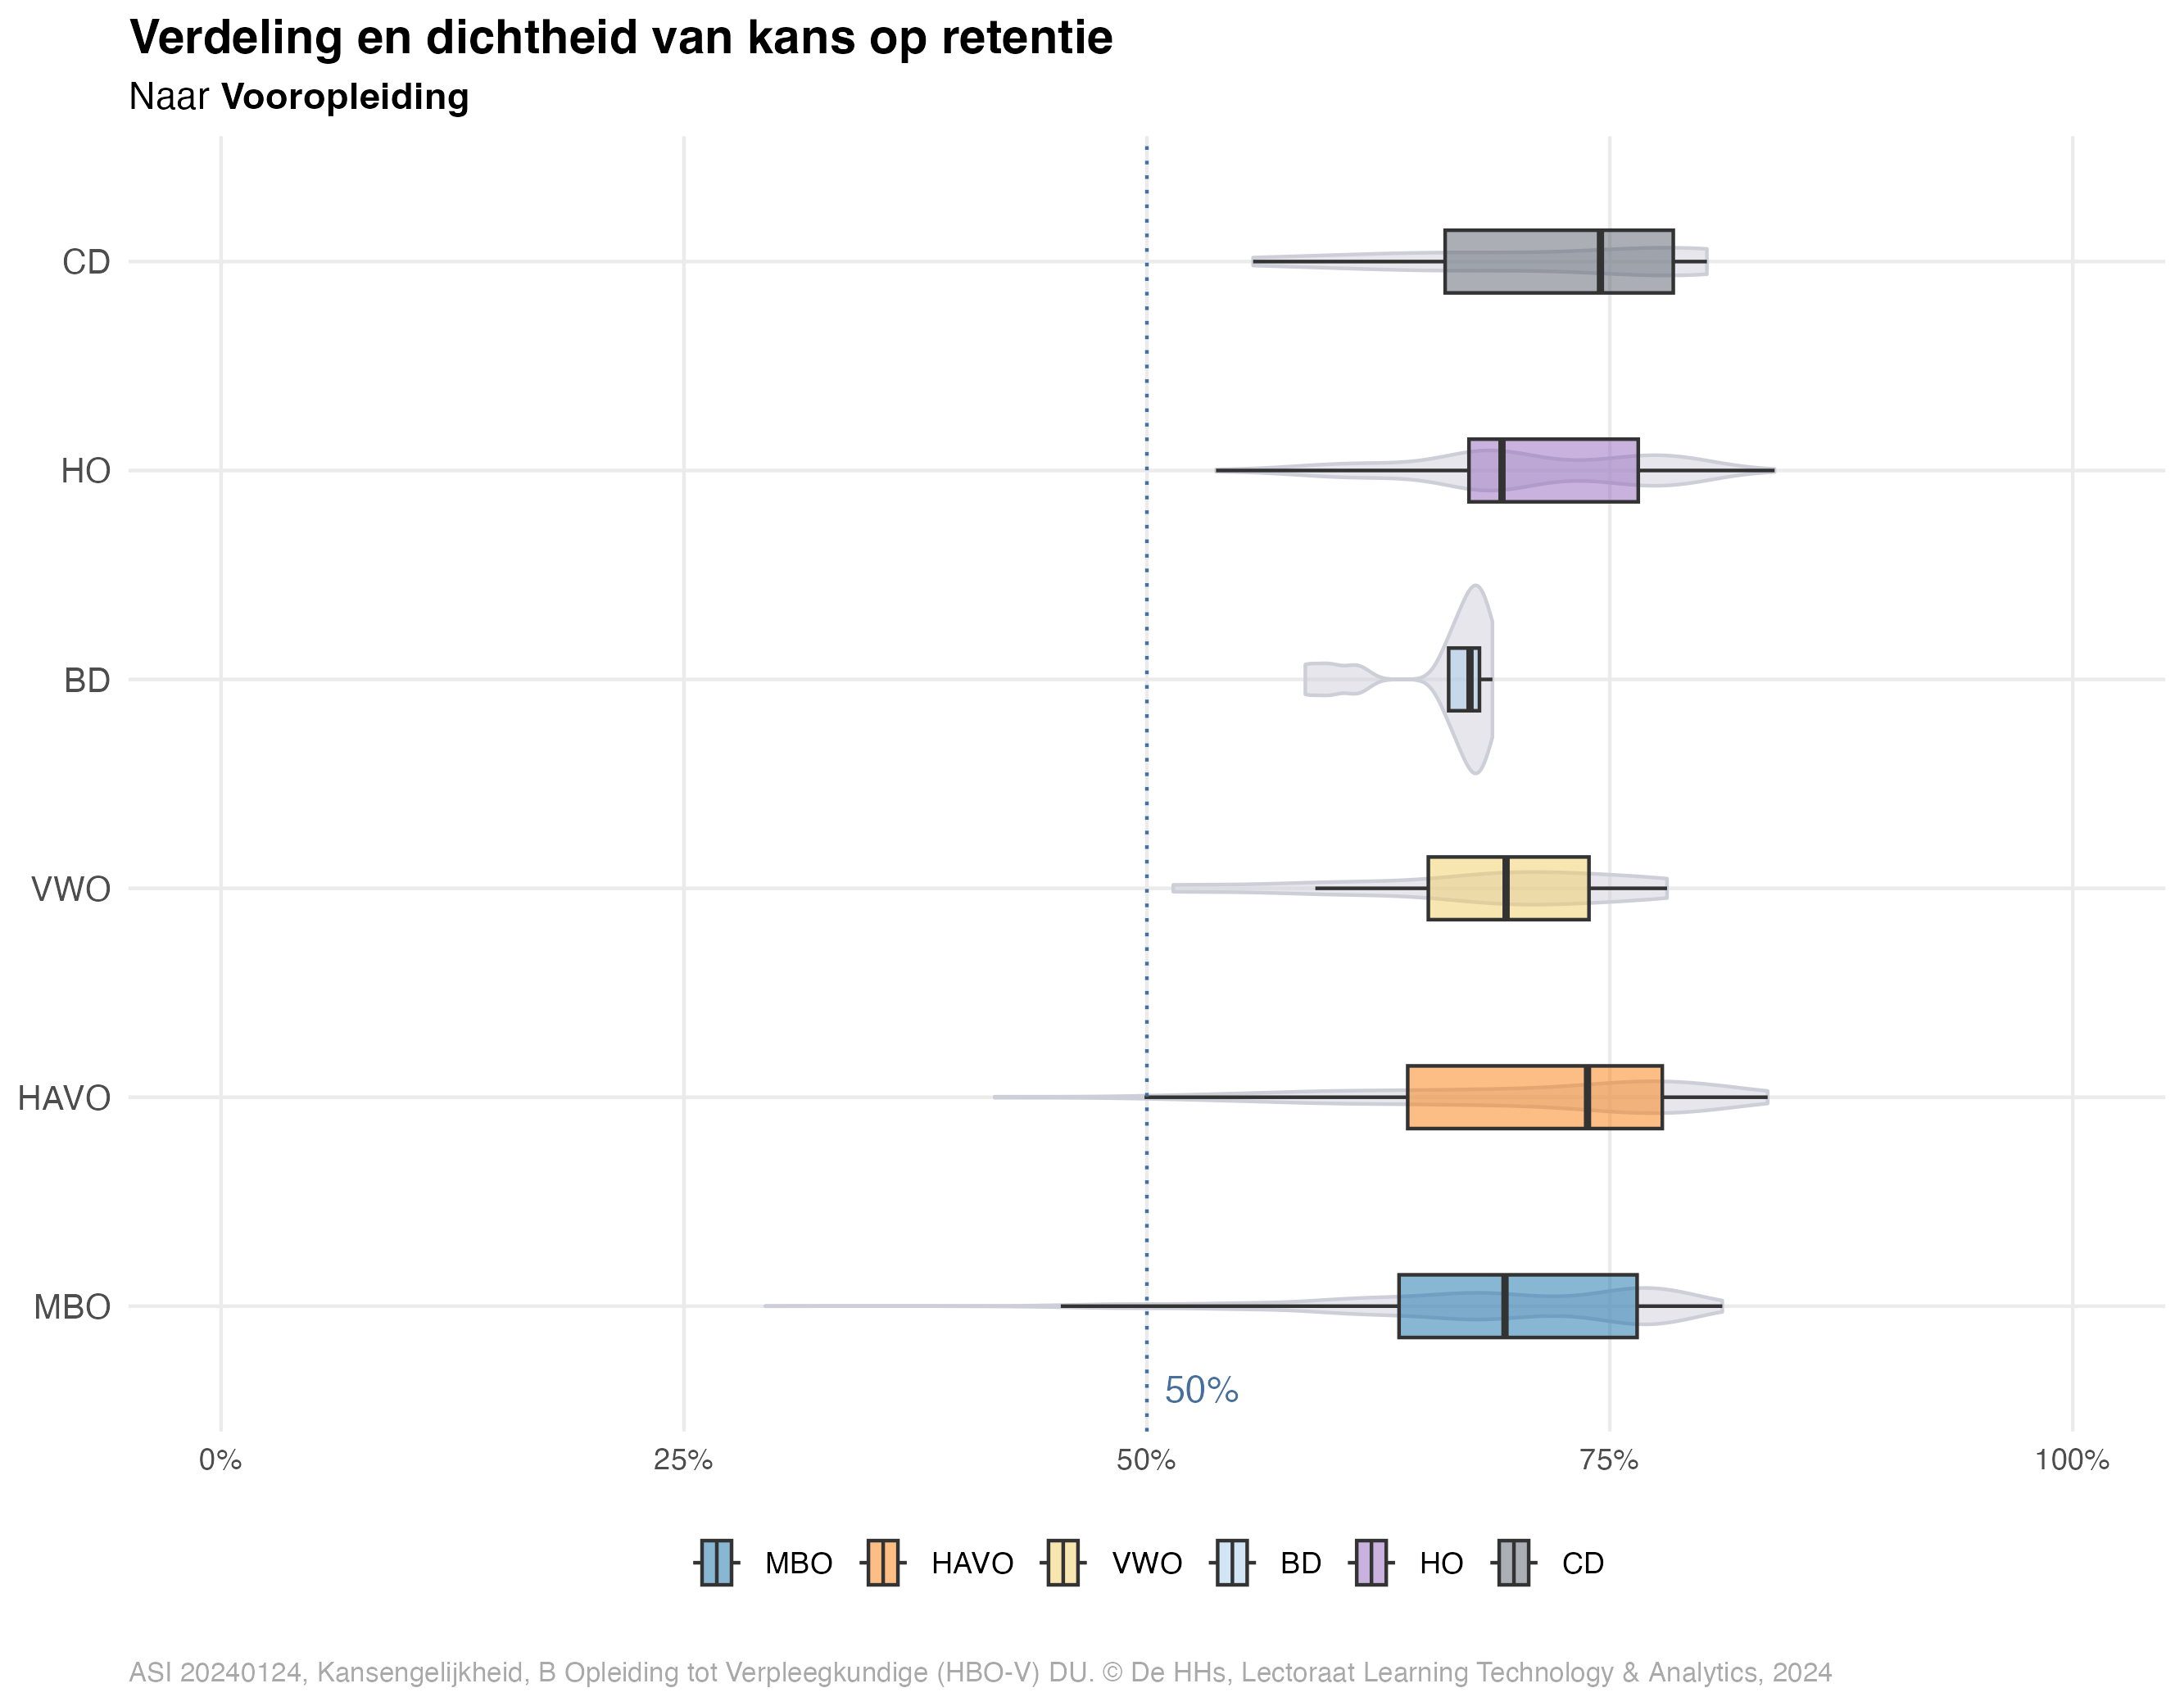 Verdeling en dichtheid van kans op retentie
Naar Vooropleiding
CD
HO
BD
VWO
HAVO
MBO
50%
0% 25% 50% 75% 100%
MBO HAVO VWO BD HO CD
ASI 20240124, Kansengelijkheid, B Opleiding tot Verpleegkundige (HBO-V) DU. © De HHs, Lectoraat Learning Technology & Analytics, 2024